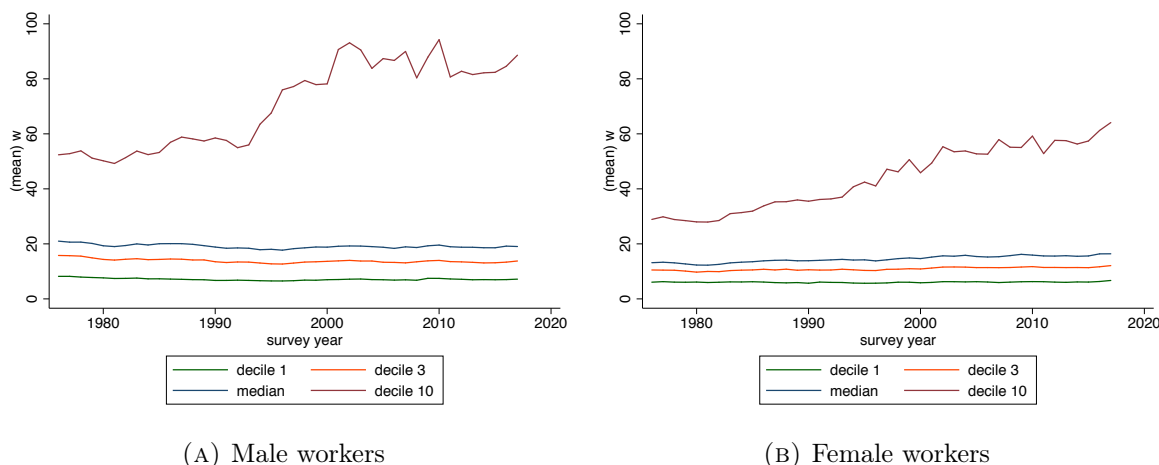 (mean) w
100
80
60
40
20
0
1980 1990 2000 2010 2020
survey year
decile 1 decile 3
median decile 10
(A) Male workers
(mean) w
100
80
60
40
20
0
1980 1990 2000 2010 2020
survey year
decile 1 decile 3
median decile 10
(B) Female workers